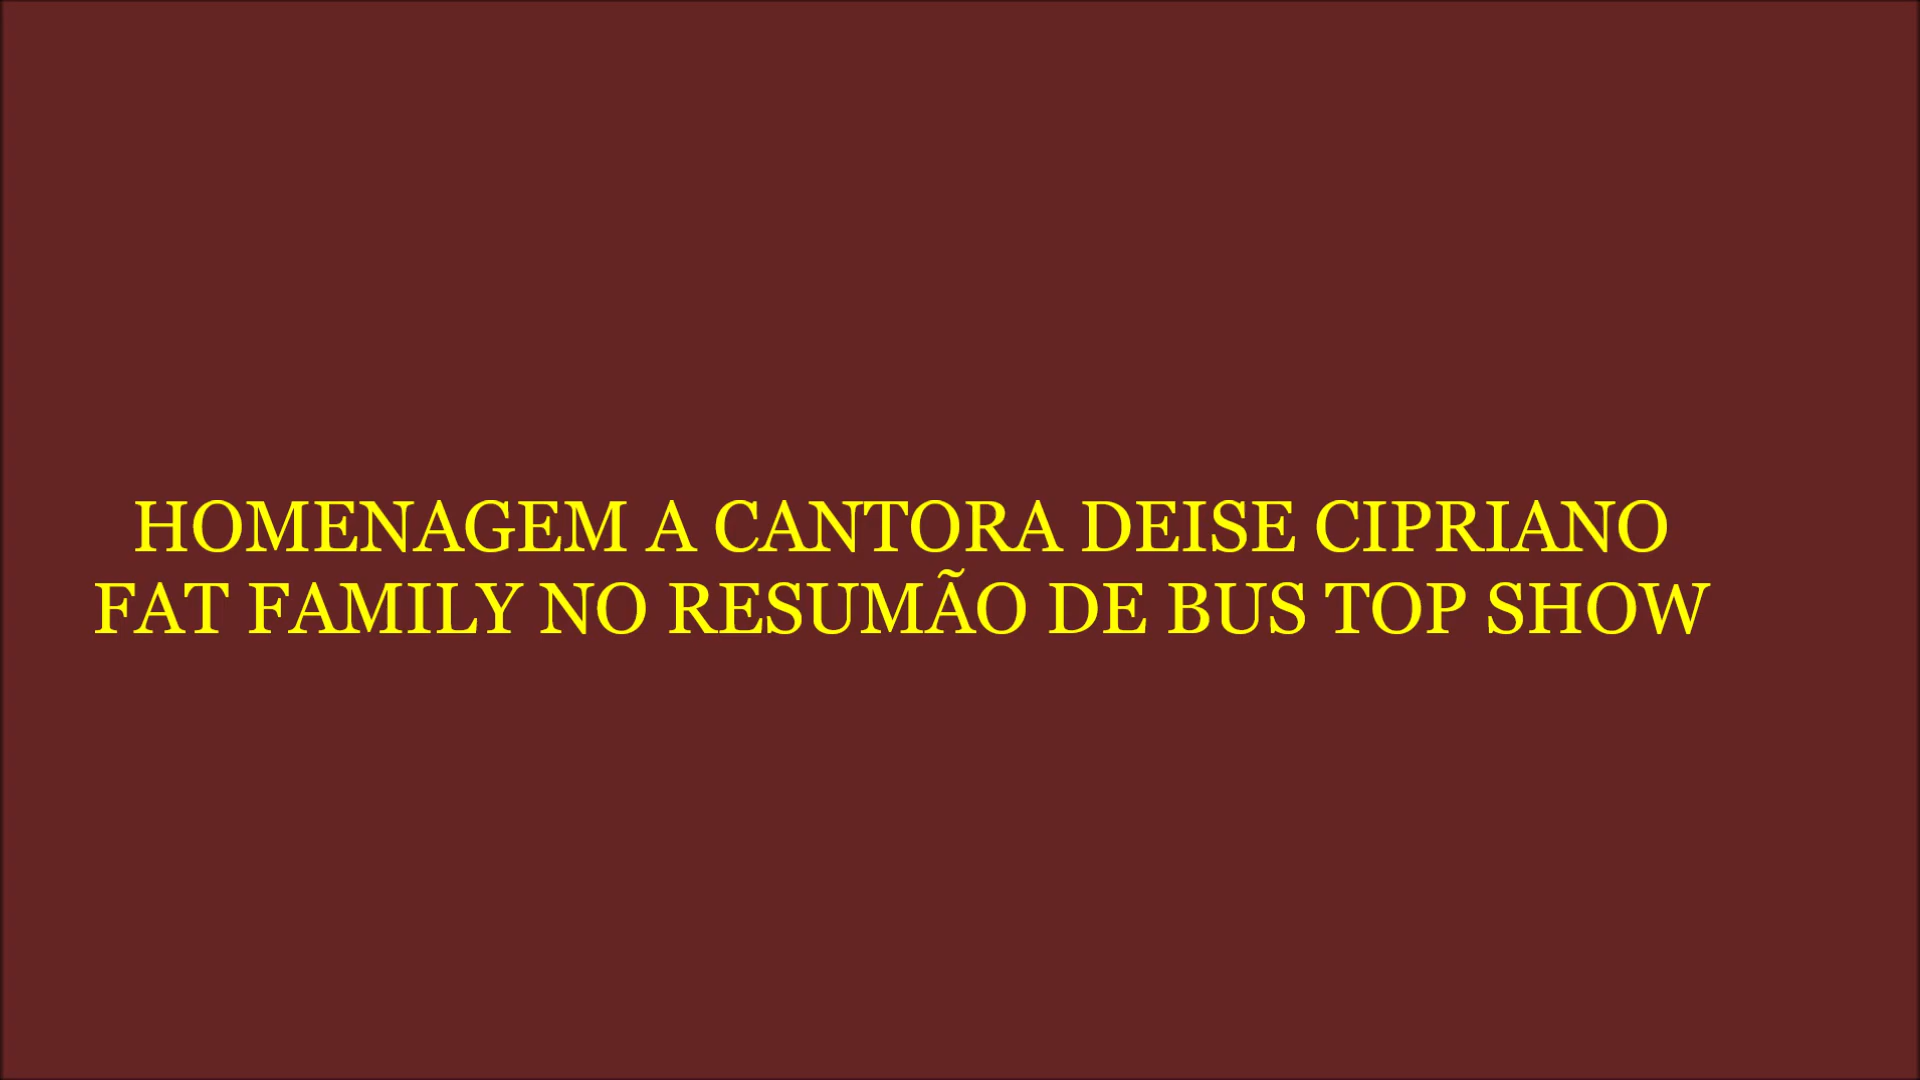 HOMENAGEM A CANTORA DEISE CIPRIANO
FAT FAMILY NO RESUMÃO DE BUS TOP SHOW